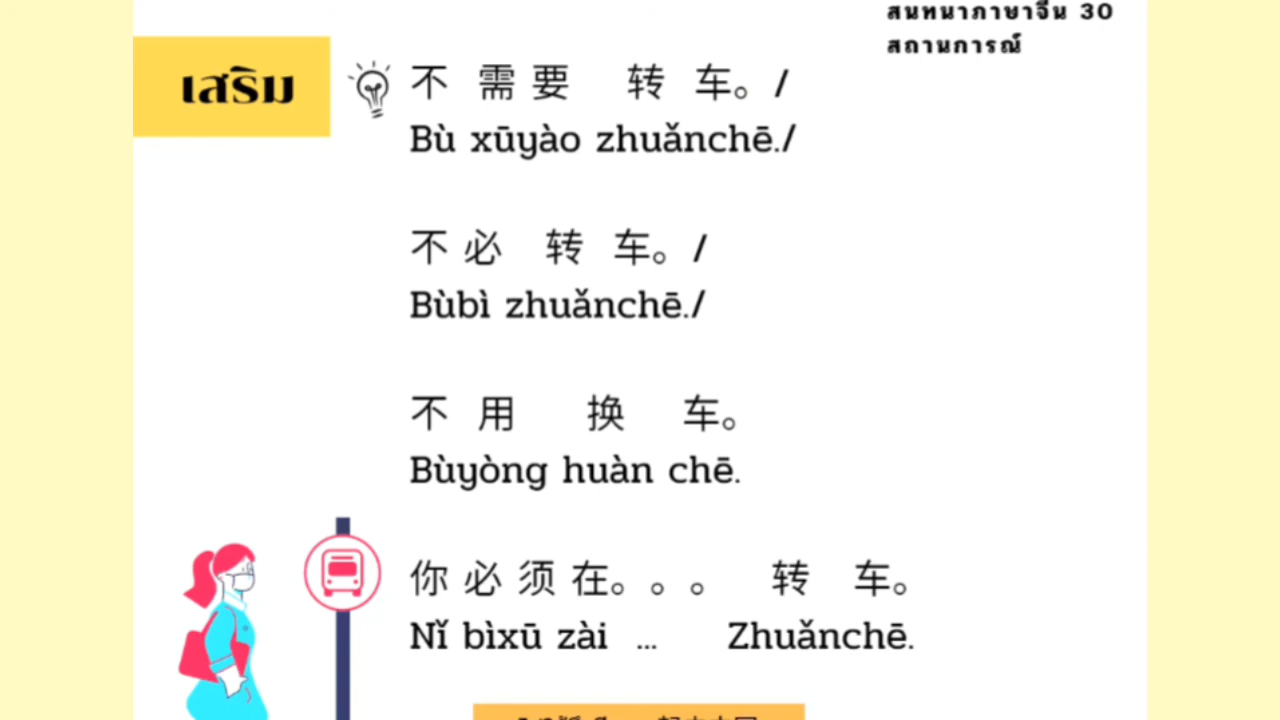 สนทนาภาษาจีน 30
สถานการณ์
เสริม
不 需 要 转 车。/
Bù xūyào zhuǎnchē./
不 必 转 车。/
Bùbì zhuǎnchē./
不 用 换 车。
Bùyòng huàn chē.
你 必 须 在。。。 转 车。
Nǐ bìxū zài ... Zhuǎnchē.